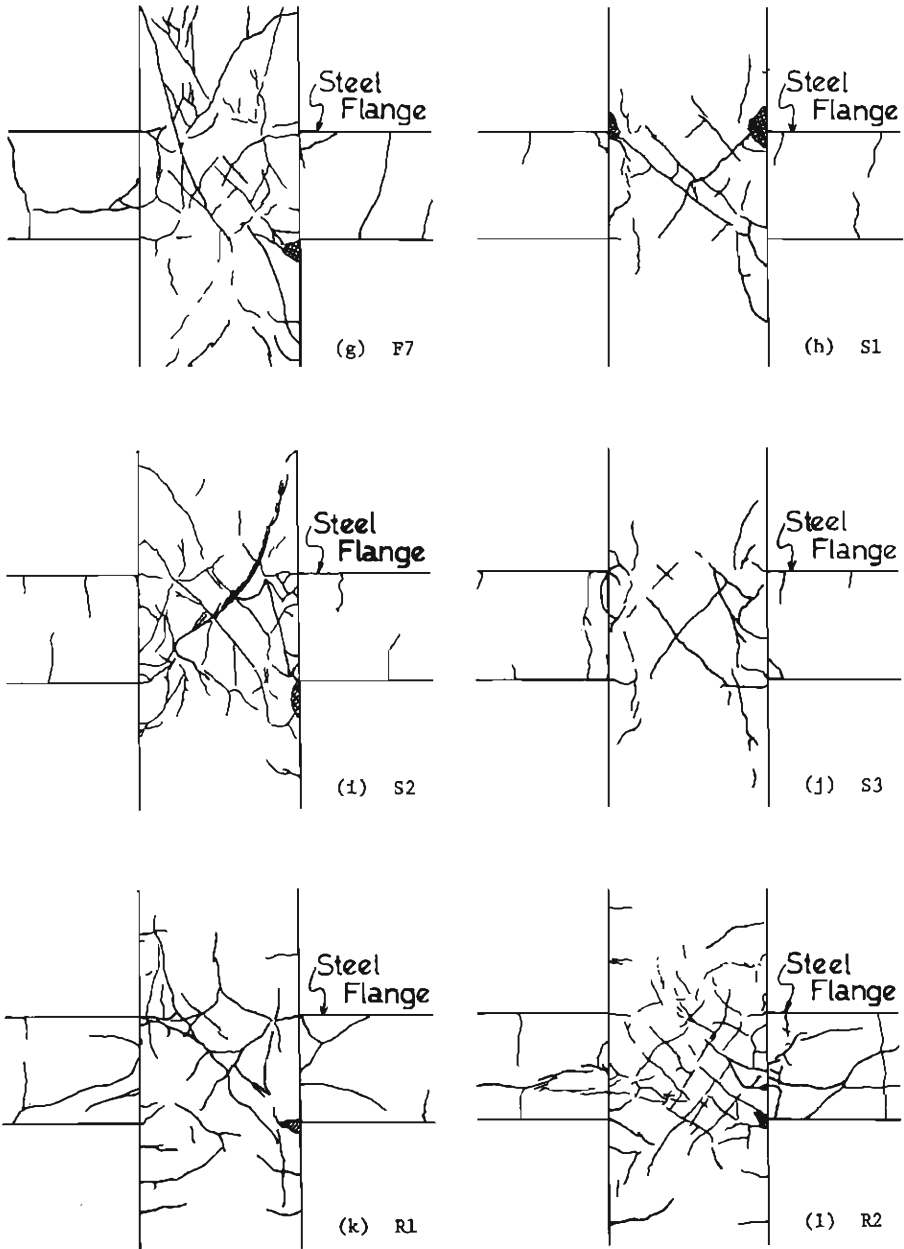 Steel
Flange
(g) F7
Steel
Flange
(h) S1
Steel
Flange
(i) S2
Steel
Flange
(j) S3
Steel
Flange
(k) R1
Steel
Flange
(l) R2